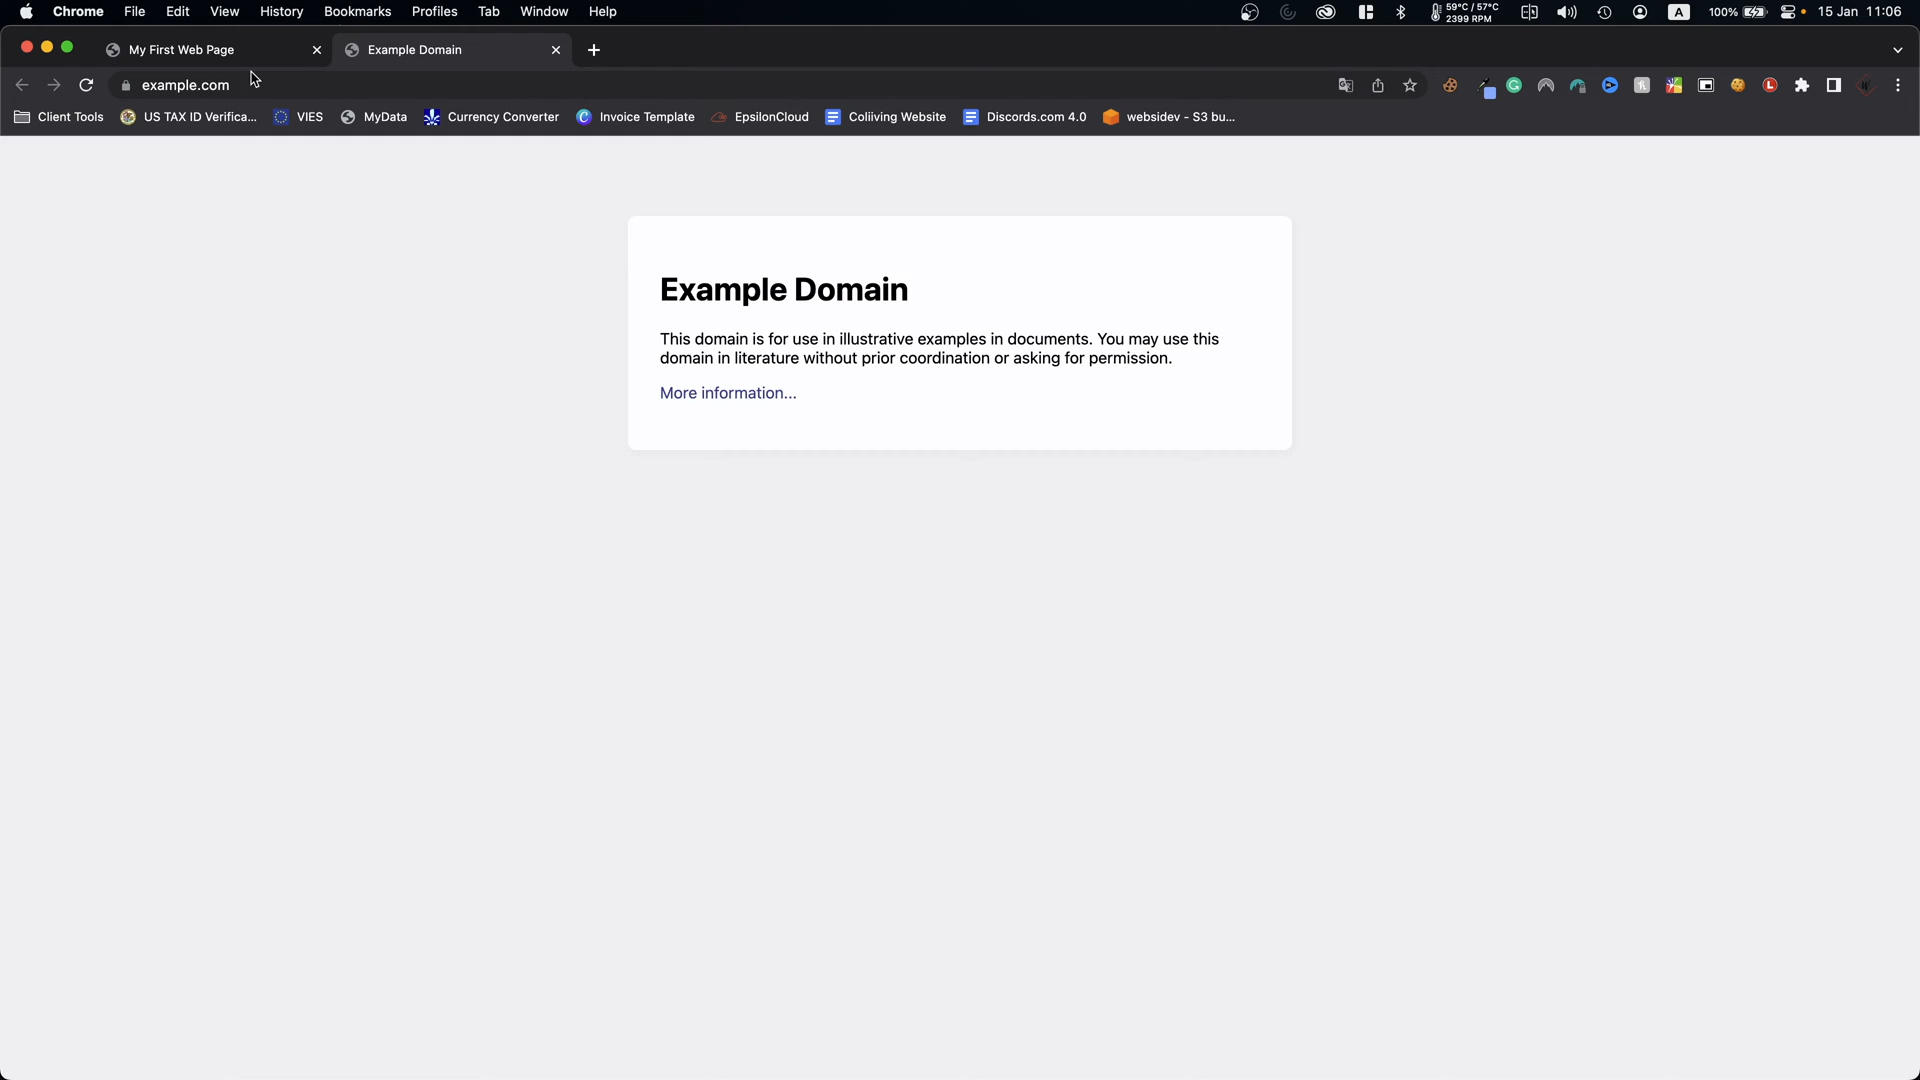 Chrome File Edit View History Bookmarks Profiles Tab Window Help 59°C / 57°C 2399 RPM A 100% 15 Jan 11:06
My First Web Page Example Domain
example.com
Client Tools US TAX ID Verifica... VIES MyData Currency Converter Invoice Template EpsilonCloud Coliiving Website Discords.com 4.0 websidev - S3 bu...
Example Domain
This domain is for use in illustrative examples in documents. You may use this
domain in literature without prior coordination or asking for permission.
More information...